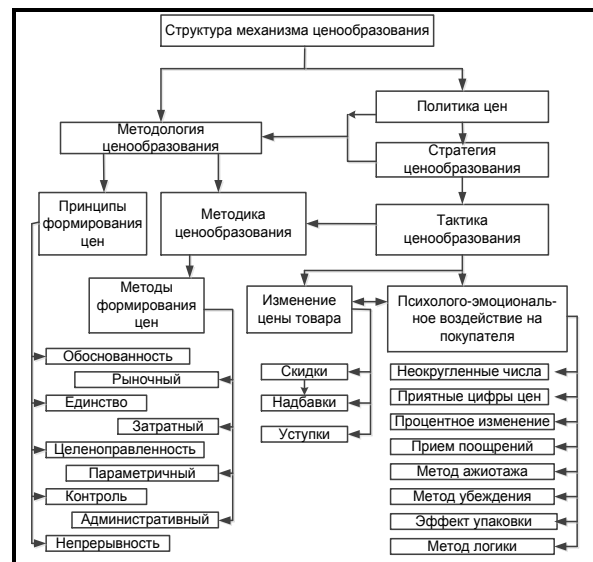 Структура механизма ценообразования
Политика цен
Методология
ценообразования
Стратегия
ценообразования
Принципы
формирования
цен
Методика
ценообразования
Тактика
ценообразования
Методы
формирования
цен
Изменение
цены товара
Психолого-эмоциональ-
ное воздействие на
покупателя
Обоснованность
Рыночный
Единство
Затратный
Целеноправленность
Параметричный
Контроль
Административный
Непрерывность
Скидки
Надбавки
Уступки
Неокругленные числа
Приятные цифры цен
Процентное изменение
Прием поощрений
Метод ажиотажа
Метод убеждения
Эффект упаковки
Метод логики